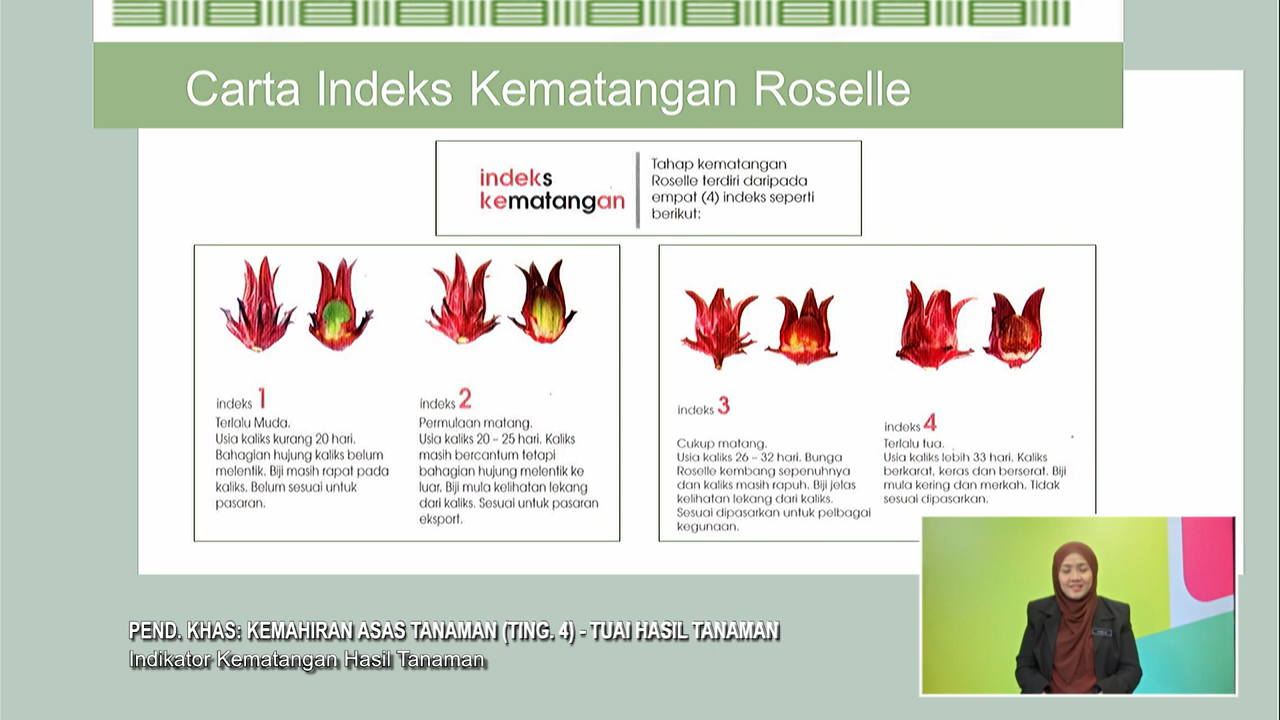 Carta Indeks Kematangan Roselle
indeks
kematangan
Tahap kematangan
Roselle terdiri daripada
empat (4) indeks seperti
berikut:
indeks 1
Terlalu Muda.
Usia kaliks kurang 20 hari.
Bahagian hujung kaliks belum
melentik. Biji masih rapat pada
kaliks. Belum sesuai untuk
pasaran.
indeks 2
Permulaan matang.
Usia kaliks 20 – 25 hari. Kaliks
masih bercantum tetapi
bahagian hujung melentik ke
luar. Biji mula kelihatan lekang
dari kaliks. Sesuai untuk pasaran
eksport.
indeks 3
Cukup matang.
Usia kaliks 26 – 32 hari. Bunga
Roselle kembang sepenuhnya
dan kaliks masih rapuh. Biji jelas
kelihatan lekang dari kaliks.
Sesuai dipasarkan untuk pelbagai
kegunaan.
indeks 4
Terlalu tua.
Usia kaliks lebih 33 hari. Kaliks
berkarat, keras dan berserat. Biji
mula kering dan merkah. Tidak
sesuai dipasarkan.
PEND. KHAS: KEMAHIRAN ASAS TANAMAN (TING. 4) - TUAI HASIL TANAMAN
Indikator Kematangan Hasil Tanaman